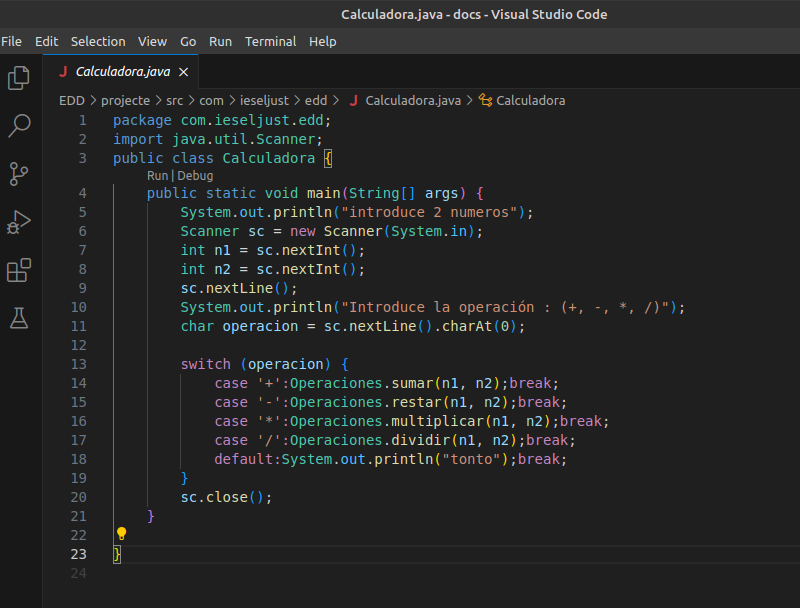 Calculadora.java - docs - Visual Studio Code
File Edit Selection View Go Run Terminal Help
J Calculadora.java ×
EDD > projecte > src > com > ieseljust > edd > J Calculadora.java > Calculadora
1 package com.ieseljust.edd;
2 import java.util.Scanner;
3 public class Calculadora {
Run | Debug
4 public static void main(String[] args) {
5 System.out.println("introduce 2 numeros");
6 Scanner sc = new Scanner(System.in);
7 int n1 = sc.nextInt();
8 int n2 = sc.nextInt();
9 sc.nextLine();
10 System.out.println("Introduce la operación : (+, -, *, /)");
11 char operacion = sc.nextLine().charAt(0);
12
13 switch (operacion) {
14 case '+':Operaciones.sumar(n1, n2);break;
15 case '-':Operaciones.restar(n1, n2);break;
16 case '*':Operaciones.multiplicar(n1, n2);break;
17 case '/':Operaciones.dividir(n1, n2);break;
18 default:System.out.println("tonto");break;
19 }
20 sc.close();
21 }
22
23 }
24